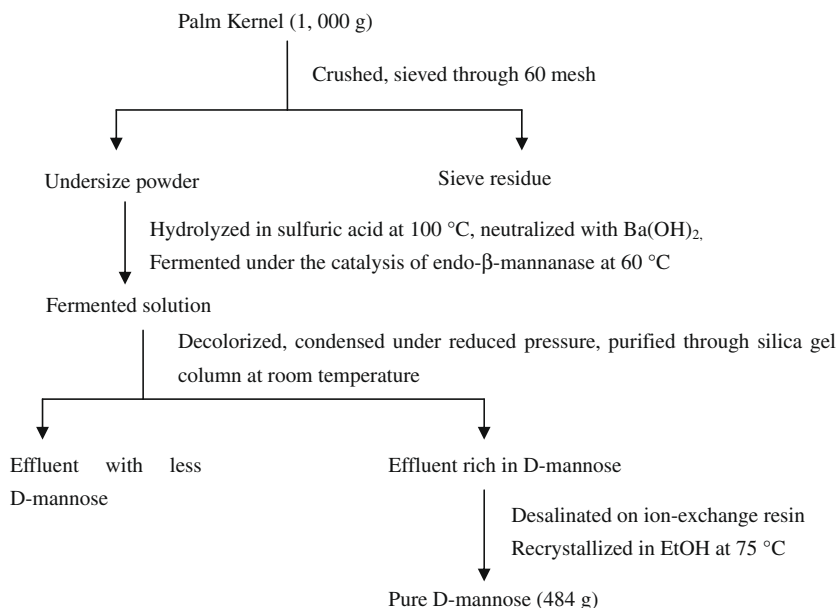 Palm Kernel (1, 000 g)
Crushed, sieved through 60 mesh
Undersize powder
Sieve residue
Hydrolyzed in sulfuric acid at 100 °C, neutralized with Ba(OH)₂,
Fermented under the catalysis of endo-β-mannanase at 60 °C
Fermented solution
Decolorized, condensed under reduced pressure, purified through silica gel
column at room temperature
Effluent with less
D-mannose
Effluent rich in D-mannose
Desalinated on ion-exchange resin
Recrystallized in EtOH at 75 °C
Pure D-mannose (484 g)